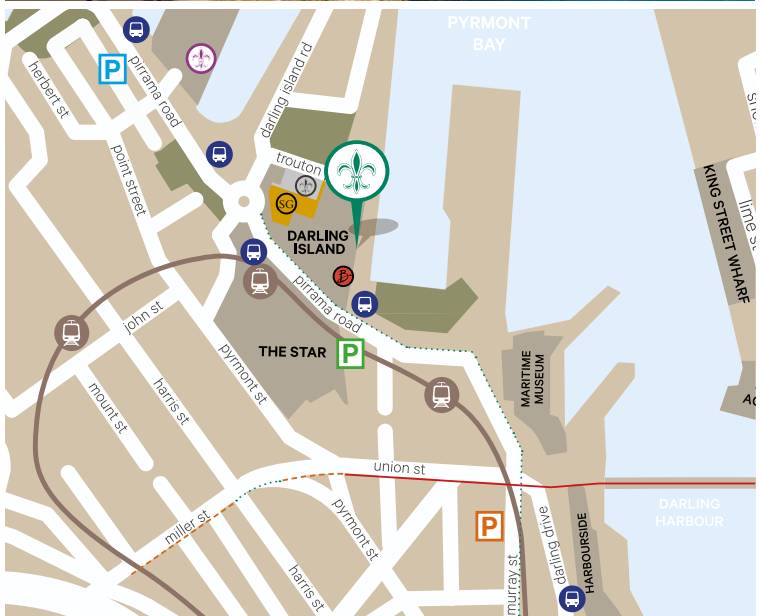 PYRMONT
BAY
herbert st
P
pirrama road
darling island rd
point street
trouton
SG
DARLING
ISLAND
B
KING STREET WHARF
lime st
pirrama road
john st
THE STAR
P
MARITIME
MUSEUM
pyrmont st
mount st
harris st
union st
miller st
pyrmont st
P
DARLING
HARBOUR
harris st
murray st
darling drive
HARBOURSIDE